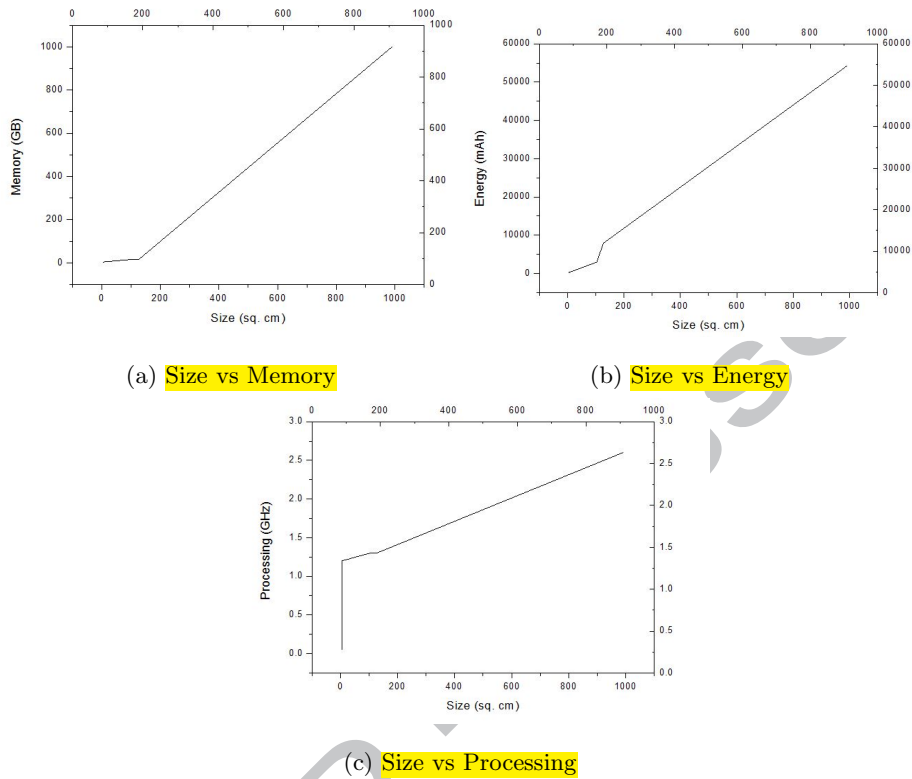 0 200 400 600 800 1000
1000
800
600
400
200
0
Memory (GB)
1000
800
600
400
200
0
0 200 400 600 800 1000
Size (sq. cm)
0 200 400 600 800 1000
60000
50000
40000
30000
20000
10000
0
Energy (mAh)
60000
50000
40000
30000
20000
10000
0
0 200 400 600 800 1000
Size (sq. cm)
(a) Size vs Memory
(b) Size vs Energy
0 200 400 600 800 1000
3.0
2.5
2.0
1.5
1.0
0.5
0.0
Processing (GHz)
3.0
2.5
2.0
1.5
1.0
0.5
0.0
0 200 400 600 800 1000
Size (sq. cm)
(c) Size vs Processing